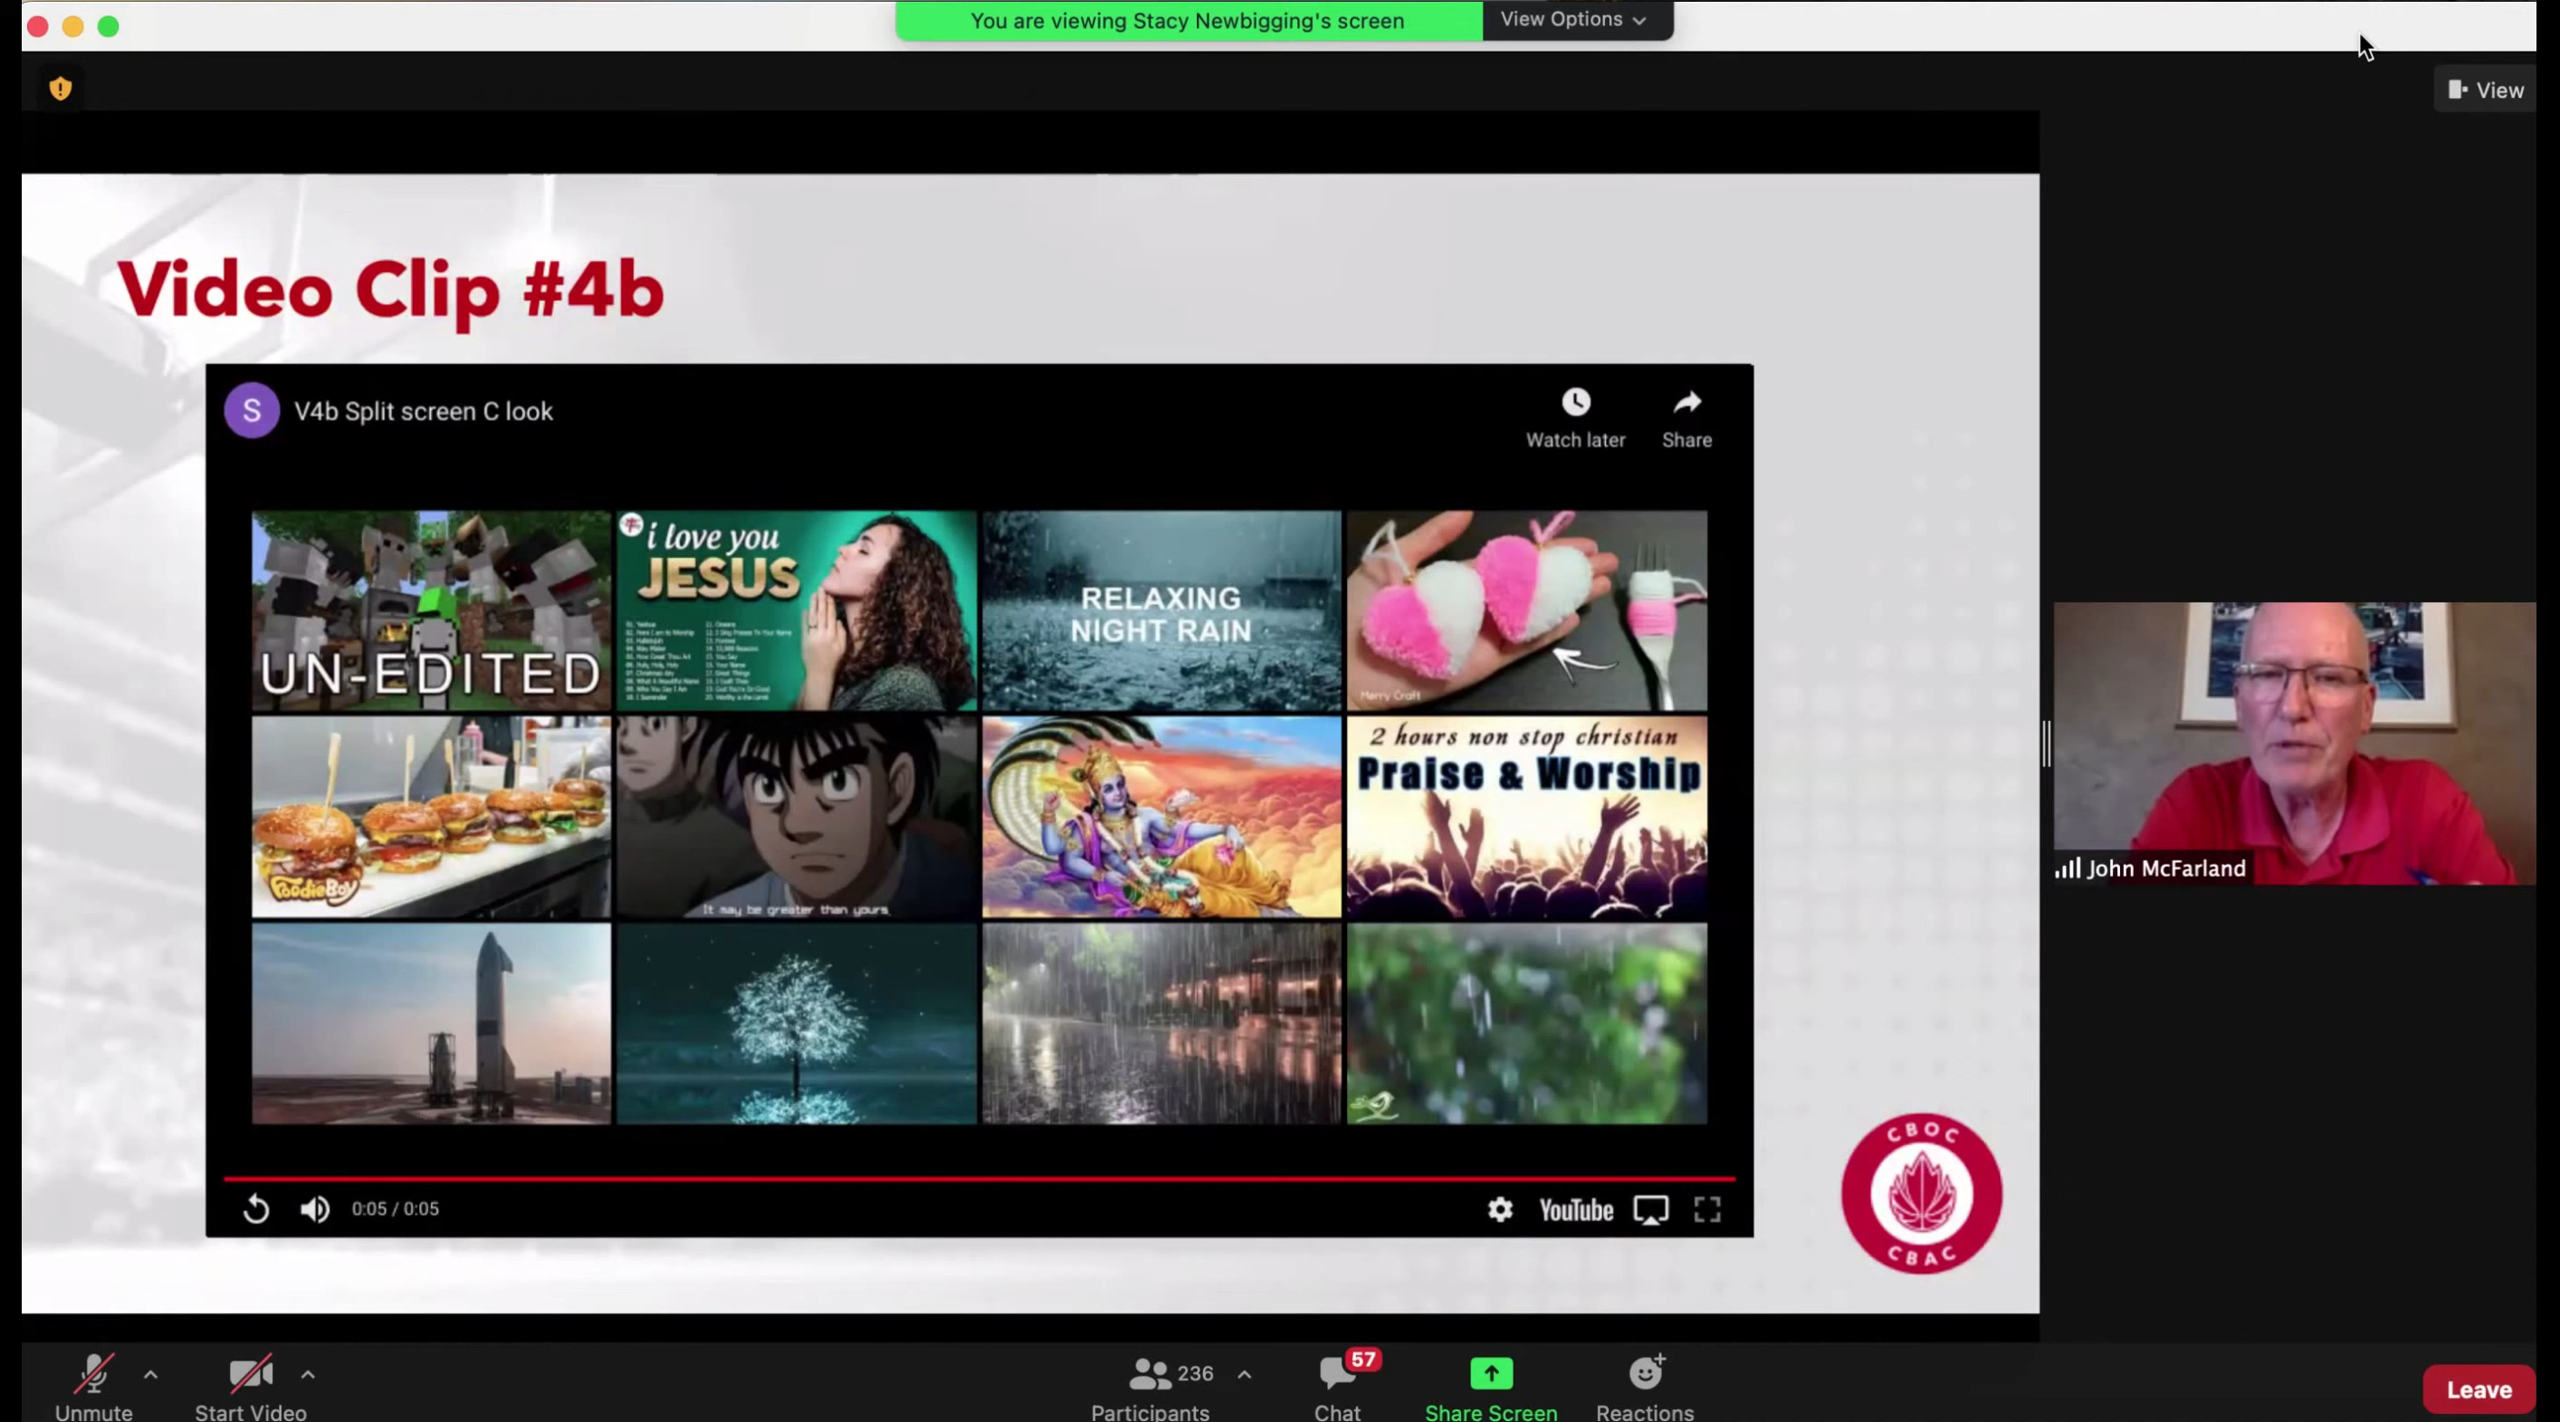 You are viewing Stacy Newbigging's screen
View Options
View
Video Clip #4b
S
V4b Split screen C look
Watch later
Share
UN-EDITED
i love you
JESUS
RELAXING
NIGHT RAIN
Merry Craft
FoodieBoy
It may be greater than yours.
2 hours non stop christian
Praise & Worship
John McFarland
0:05 / 0:05
YouTube
CBOC
CBAC
Unmute
Start Video
236
Participants
57
Chat
Share Screen
Reactions
Leave